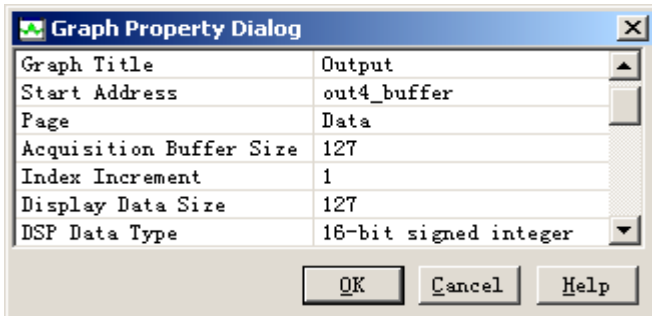 Graph Property Dialog
Graph Title Output
Start Address out4_buffer
Page Data
Acquisition Buffer Size 127
Index Increment 1
Display Data Size 127
DSP Data Type 16-bit signed integer
OK Cancel Help